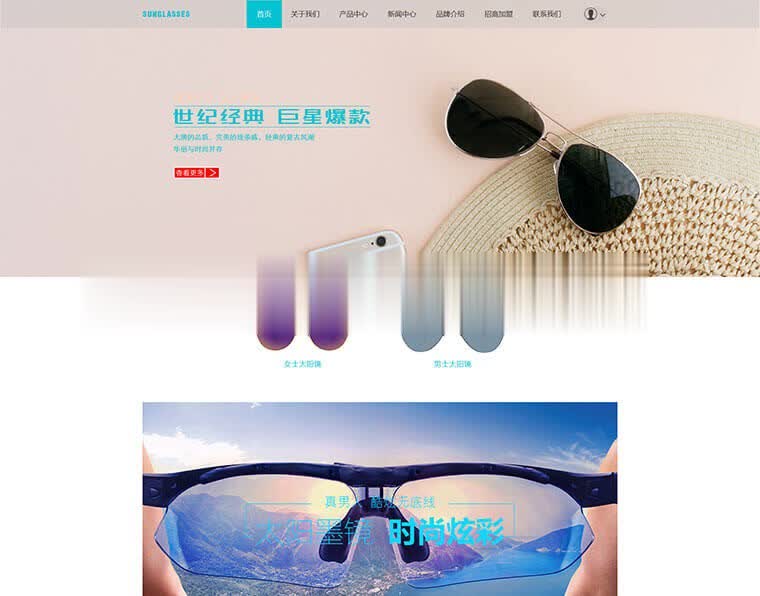 SUNGLASSES
首页 关于我们 产品中心 新闻中心 品牌介绍 招商加盟 联系我们
世纪经典 巨星爆款
大牌的品质、完美的线条感，经典的复古风潮
华丽与时尚并存
查看更多 >
女士太阳镜
男士太阳镜
真男人 酷炫无底线
太阳墨镜 时尚炫彩